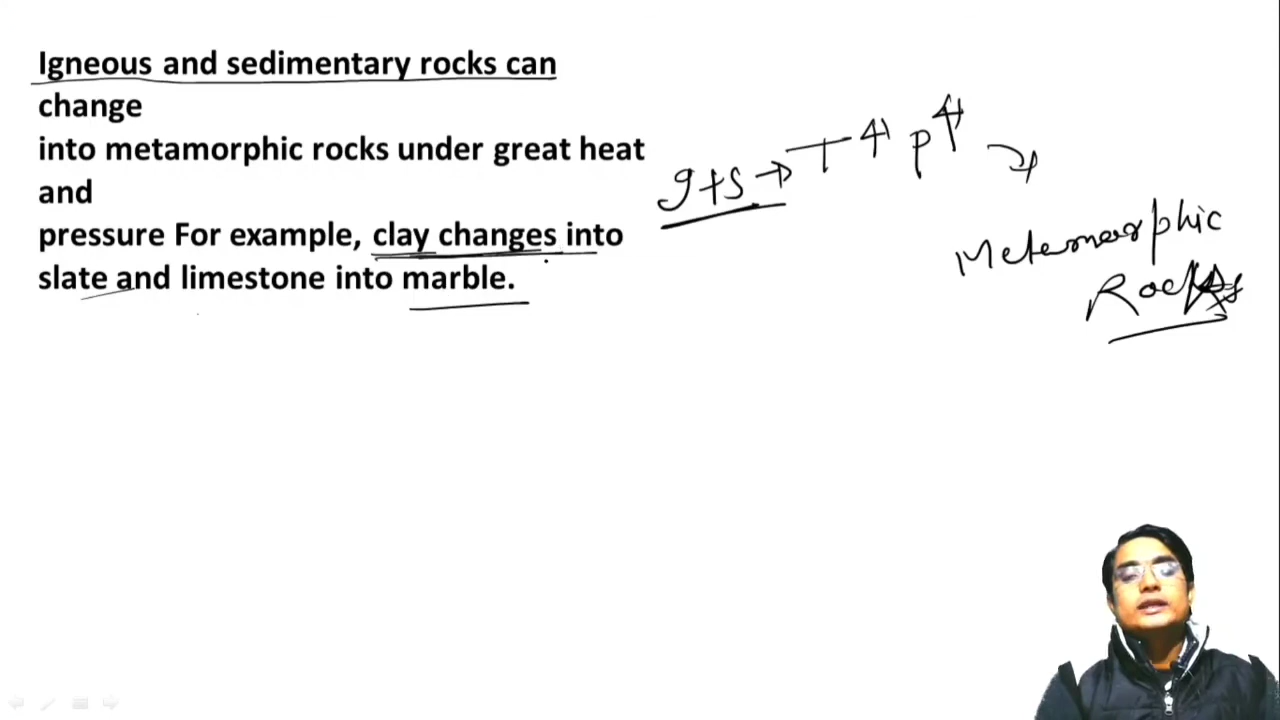 Igneous and sedimentary rocks can
change
into metamorphic rocks under great heat
and
pressure For example, clay changes into
slate and limestone into marble.
g+s → T↑ p↑
Metemorphic
Rocks